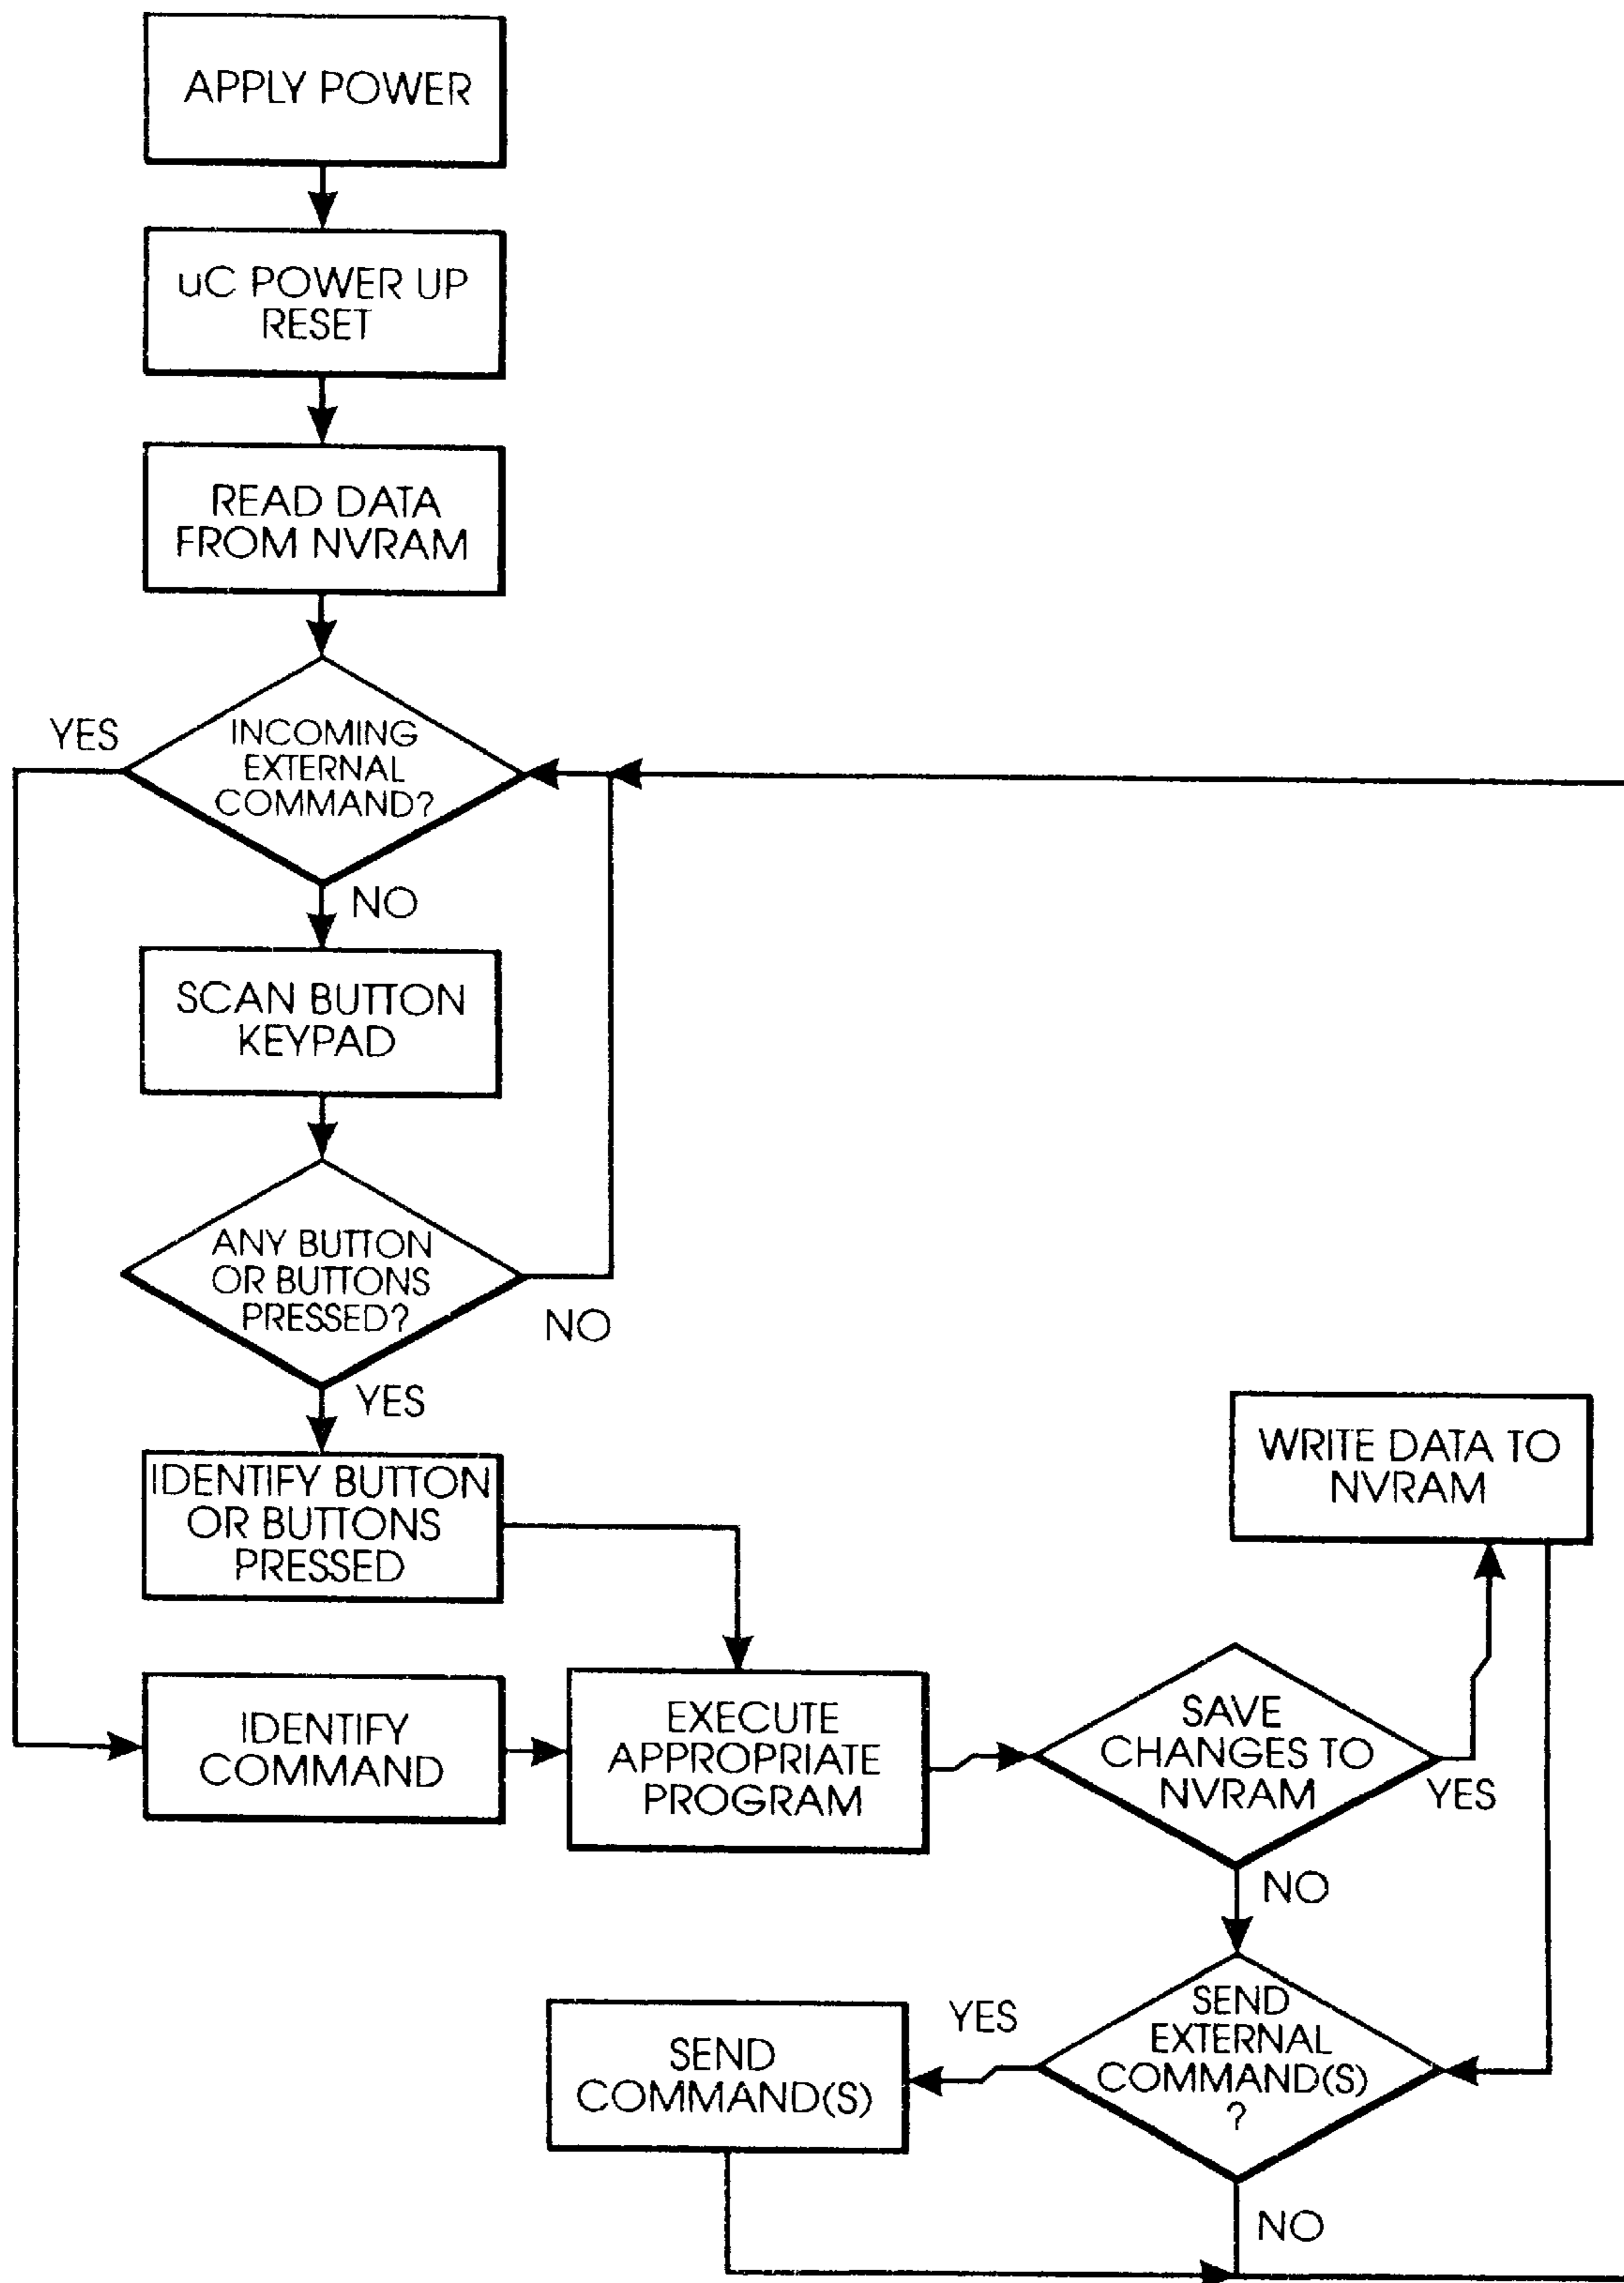 APPLY POWER
uC POWER UP
RESET
READ DATA
FROM NVRAM
YES
INCOMING
EXTERNAL
COMMAND?
NO
SCAN BUTTON
KEYPAD
ANY BUTTON
OR BUTTONS
PRESSED?
NO
YES
IDENTIFY BUTTON
OR BUTTONS
PRESSED
WRITE DATA TO
NVRAM
IDENTIFY
COMMAND
EXECUTE
APPROPRIATE
PROGRAM
SAVE
CHANGES TO
NVRAM
YES
NO
SEND
EXTERNAL
COMMAND(S)
?
YES
SEND
COMMAND(S)
NO